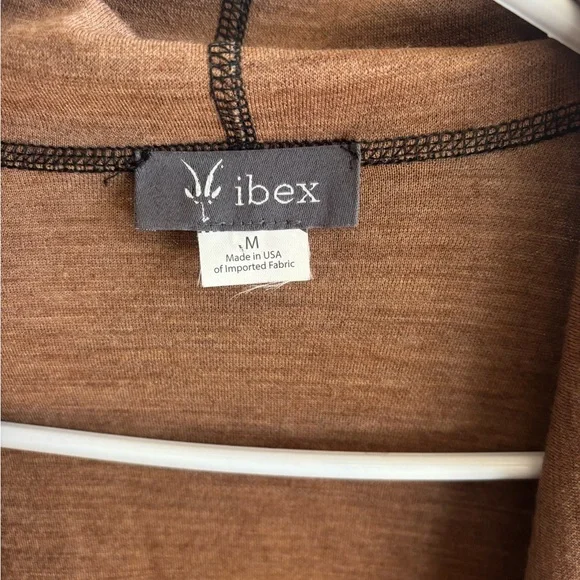 ibex
M
Made in USA
of Imported Fabric